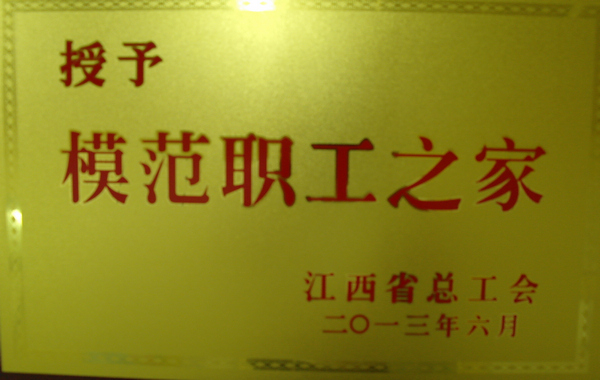 授予
模范职工之家
江西省总工会
二〇一三年六月